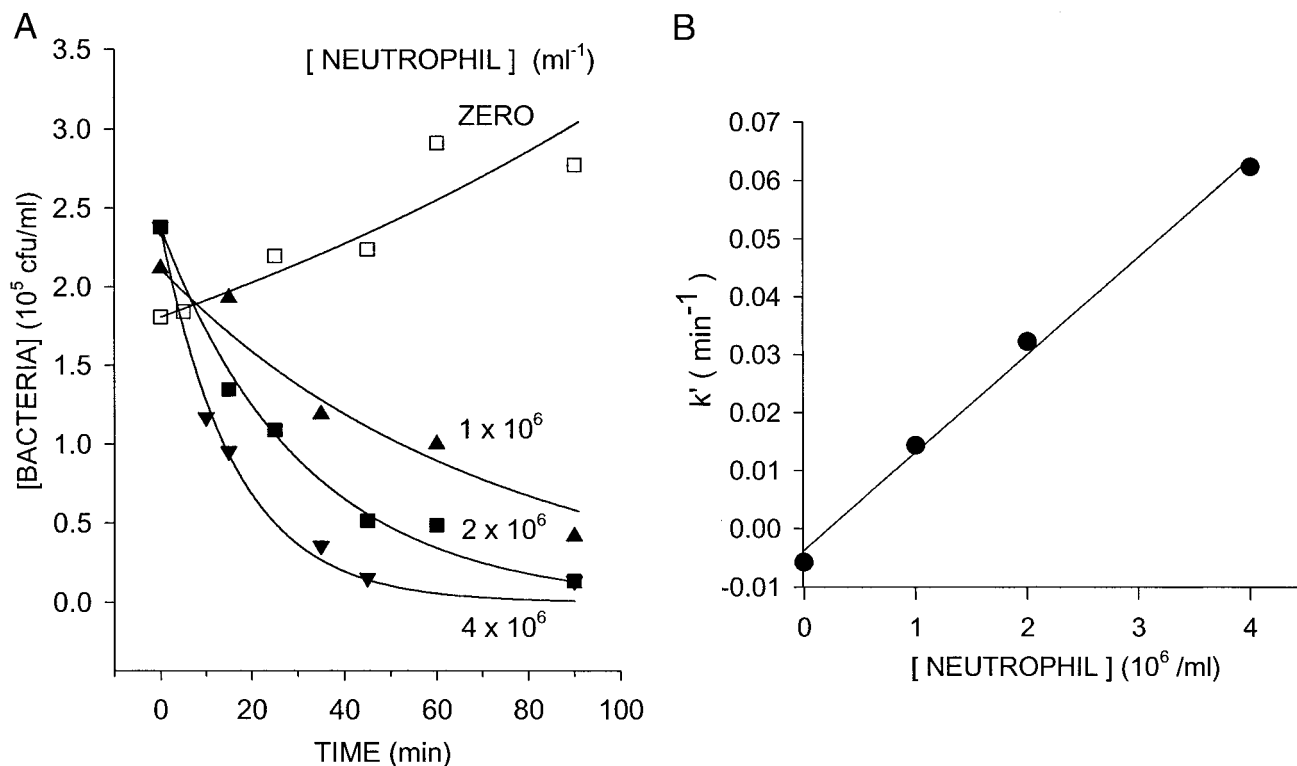 A
[ NEUTROPHIL ] (ml⁻¹)
3.5
3.0
2.5
2.0
1.5
1.0
0.5
0.0
[BACTERIA] (10⁵ cfu/ml)
ZERO
1 x 10⁶
2 x 10⁶
4 x 10⁶
0 20 40 60 80 100
TIME (min)
B
0.07
0.06
0.05
0.04
0.03
0.02
0.01
0.00
-0.01
k' ( min⁻¹ )
0 1 2 3 4
[ NEUTROPHIL ] (10⁶ /ml)